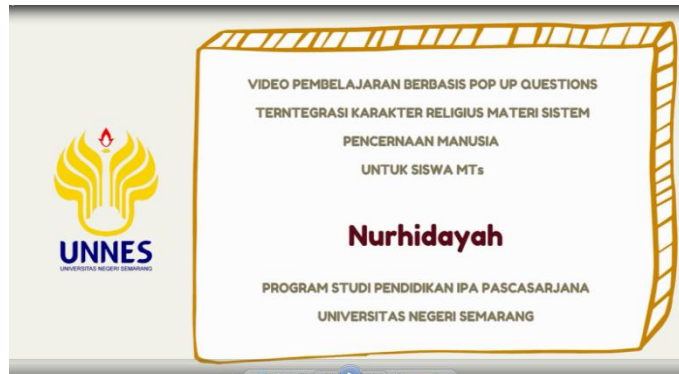 VIDEO PEMBELAJARAN BERBASIS POP UP QUESTIONS
TERNTEGRASI KARAKTER RELIGIUS MATERI SISTEM
PENCERNAAN MANUSIA
UNTUK SISWA MTs
Nurhidayah
PROGRAM STUDI PENDIDIKAN IPA PASCASARJANA
UNIVERSITAS NEGERI SEMARANG
UNNES
UNIVERSITAS NEGERI SEMARANG